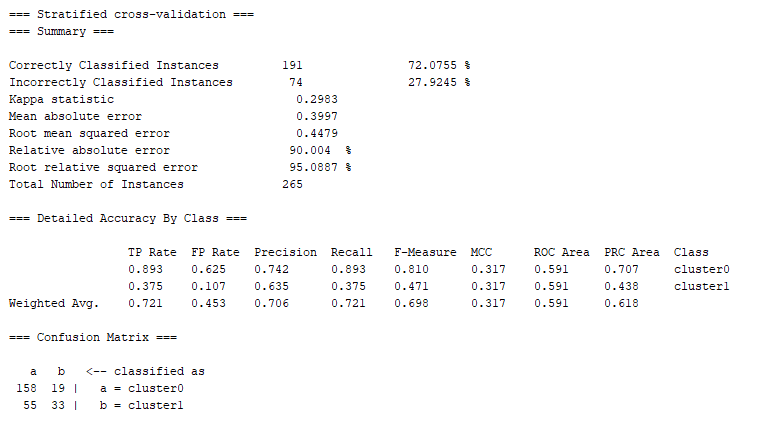 === Stratified cross-validation ===
=== Summary ===
Correctly Classified Instances 191 72.0755 %
Incorrectly Classified Instances 74 27.9245 %
Kappa statistic 0.2983
Mean absolute error 0.3997
Root mean squared error 0.4479
Relative absolute error 90.004 %
Root relative squared error 95.0887 %
Total Number of Instances 265
=== Detailed Accuracy By Class ===
TP Rate FP Rate Precision Recall F-Measure MCC ROC Area PRC Area Class
0.893 0.625 0.742 0.893 0.810 0.317 0.591 0.707 cluster0
0.375 0.107 0.635 0.375 0.471 0.317 0.591 0.438 cluster1
Weighted Avg. 0.721 0.453 0.706 0.721 0.698 0.317 0.591 0.618
=== Confusion Matrix ===
a b <-- classified as
158 19 | a = cluster0
55 33 | b = cluster1